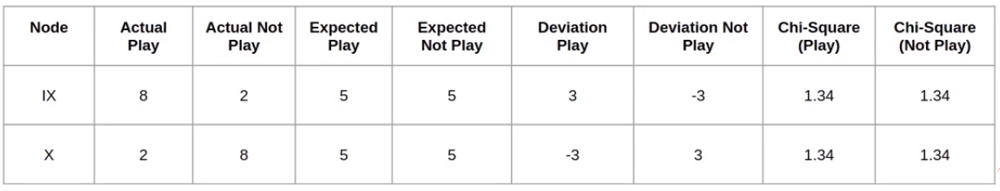 Node Actual Play Actual Not Play Expected Play Expected Not Play Deviation Play Deviation Not Play Chi-Square (Play) Chi-Square (Not Play)
IX 8 2 5 5 3 -3 1.34 1.34
X 2 8 5 5 -3 3 1.34 1.34